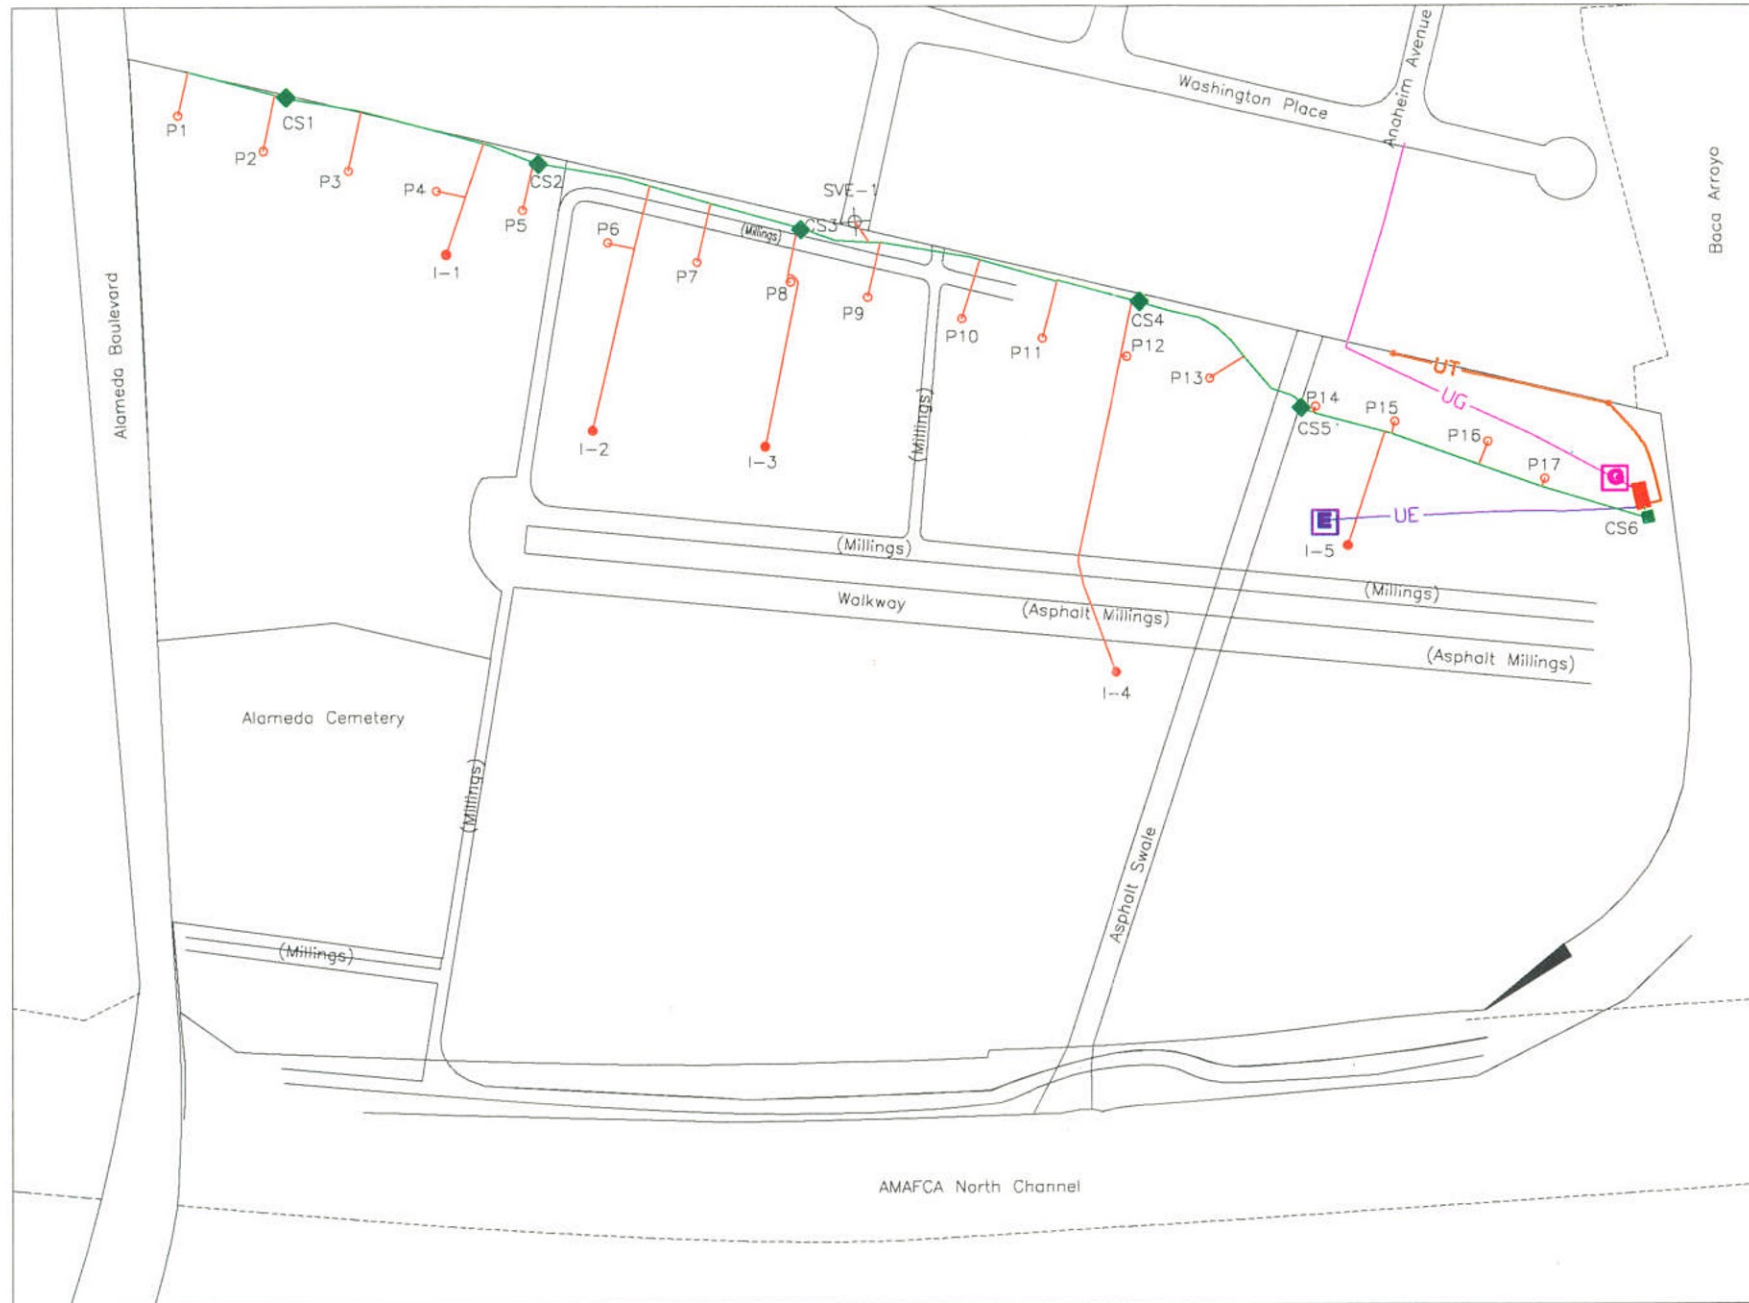 Washington Place
Anaheim Avenue
Baca Arroyo
P1
CS1
P2
P3
P4
CS2
P5
I-1
SVE-1
P6
(Millings)
CS3
P7
P8
P9
P10
P11
CS4
P12
P13
UT
UG
P14
CS5
P15
P16
P17
G
CS6
E
UE
I-5
I-2
I-3
(Millings)
Alameda Boulevard
(Millings)
(Millings)
Walkway
(Asphalt Millings)
(Asphalt Millings)
I-4
Alameda Cemetery
(Millings)
Asphalt Swale
(Millings)
AMAFCA North Channel